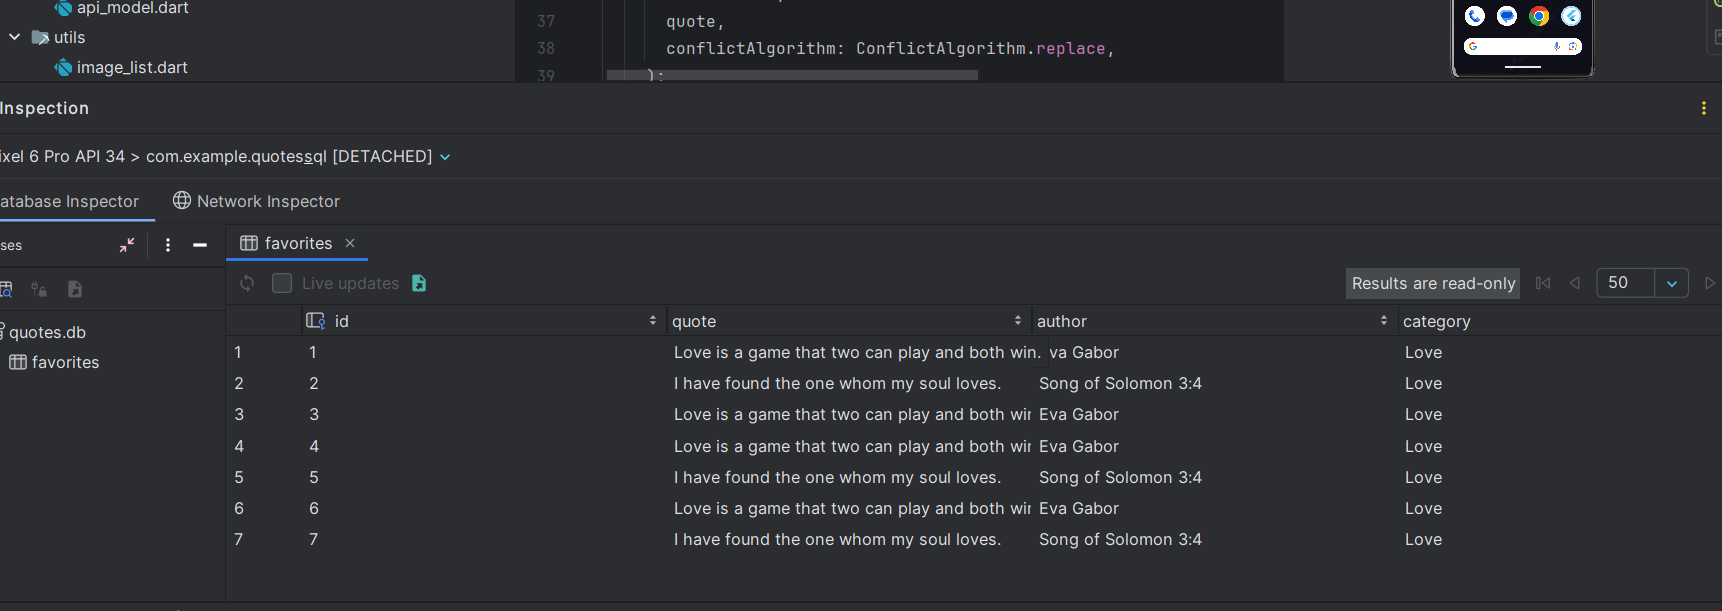 api_model.dart
utils
image_list.dart
37 quote,
38 conflictAlgorithm: ConflictAlgorithm.replace,
39 );
Inspection
ixel 6 Pro API 34 > com.example.quotessql [DETACHED]
atabase Inspector Network Inspector
ses
favorites
Live updates
Results are read-only
50
quotes.db
favorites
id quote author category
1 1 Love is a game that two can play and both win. va Gabor Love
2 2 I have found the one whom my soul loves. Song of Solomon 3:4 Love
3 3 Love is a game that two can play and both wir Eva Gabor Love
4 4 Love is a game that two can play and both wir Eva Gabor Love
5 5 I have found the one whom my soul loves. Song of Solomon 3:4 Love
6 6 Love is a game that two can play and both wir Eva Gabor Love
7 7 I have found the one whom my soul loves. Song of Solomon 3:4 Love